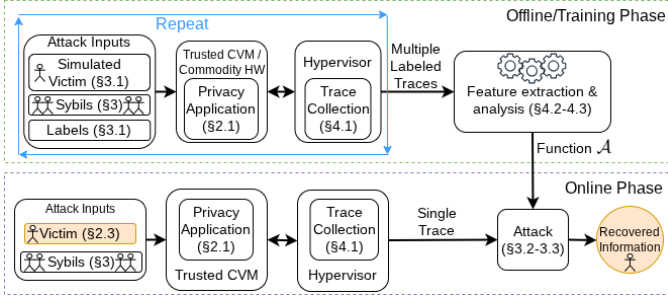 Repeat
Offline/Training Phase
Attack Inputs
Simulated
Victim (§3.1)
Sybils (§3)
Labels (§3.1)
Trusted CVM /
Commodity HW
Privacy
Application
(§2.1)
Hypervisor
Trace
Collection
(§4.1)
Multiple
Labeled
Traces
Feature extraction &
analysis (§4.2-4.3)
Function 𝒜
Online Phase
Attack Inputs
Victim (§2.3)
Sybils (§3)
Privacy
Application
(§2.1)
Trusted CVM
Trace
Collection
(§4.1)
Hypervisor
Single
Trace
Attack
(§3.2-3.3)
Recovered
Information